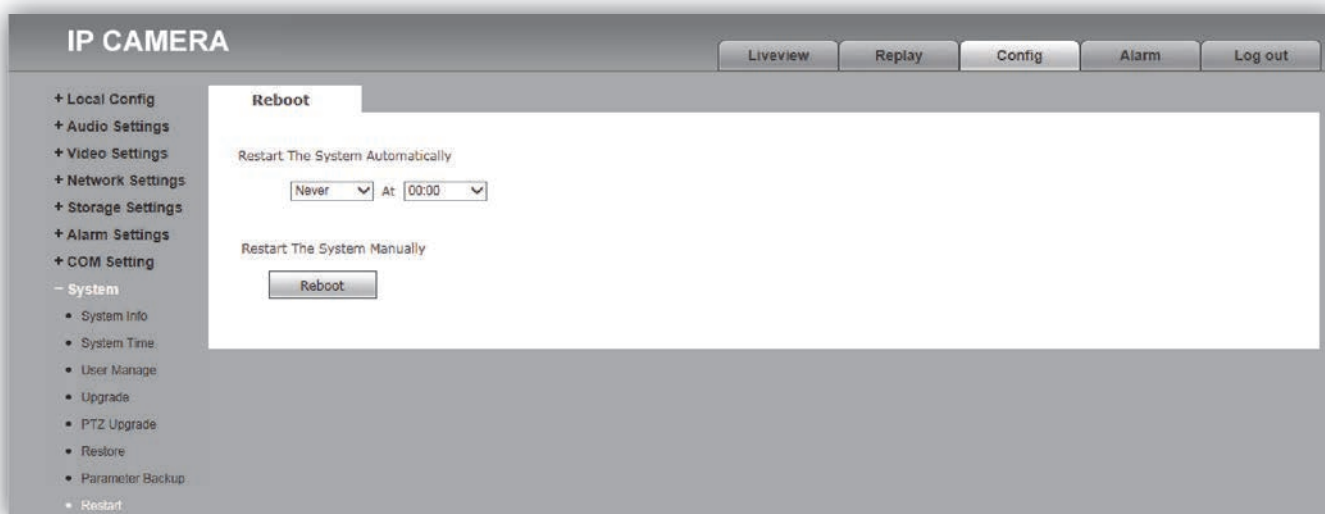 IP CAMERA
Liveview Replay Config Alarm Log out
+ Local Config
+ Audio Settings
+ Video Settings
+ Network Settings
+ Storage Settings
+ Alarm Settings
+ COM Setting
− System
• System Info
• System Time
• User Manage
• Upgrade
• PTZ Upgrade
• Restore
• Parameter Backup
• Restart
Reboot
Restart The System Automatically
Never At 00:00
Restart The System Manually
Reboot